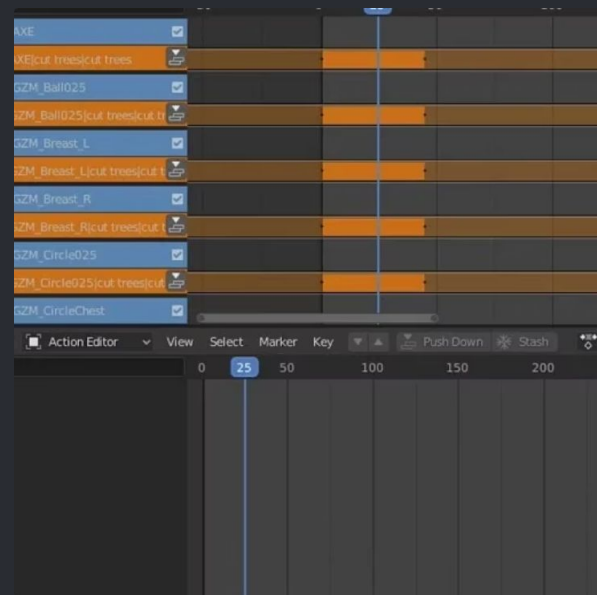 AXE
AXE|cut trees|cut trees
GZM_Ball025
GZM_Ball025|cut trees|cut tr
GZM_Breast_L
GZM_Breast_L|cut trees|cut t
GZM_Breast_R
GZM_Breast_R|cut trees|cut t
GZM_Circle025
GZM_Circle025|cut trees|cut
GZM_CircleChest
Action Editor View Select Marker Key Push Down Stash
0 25 50 100 150 200